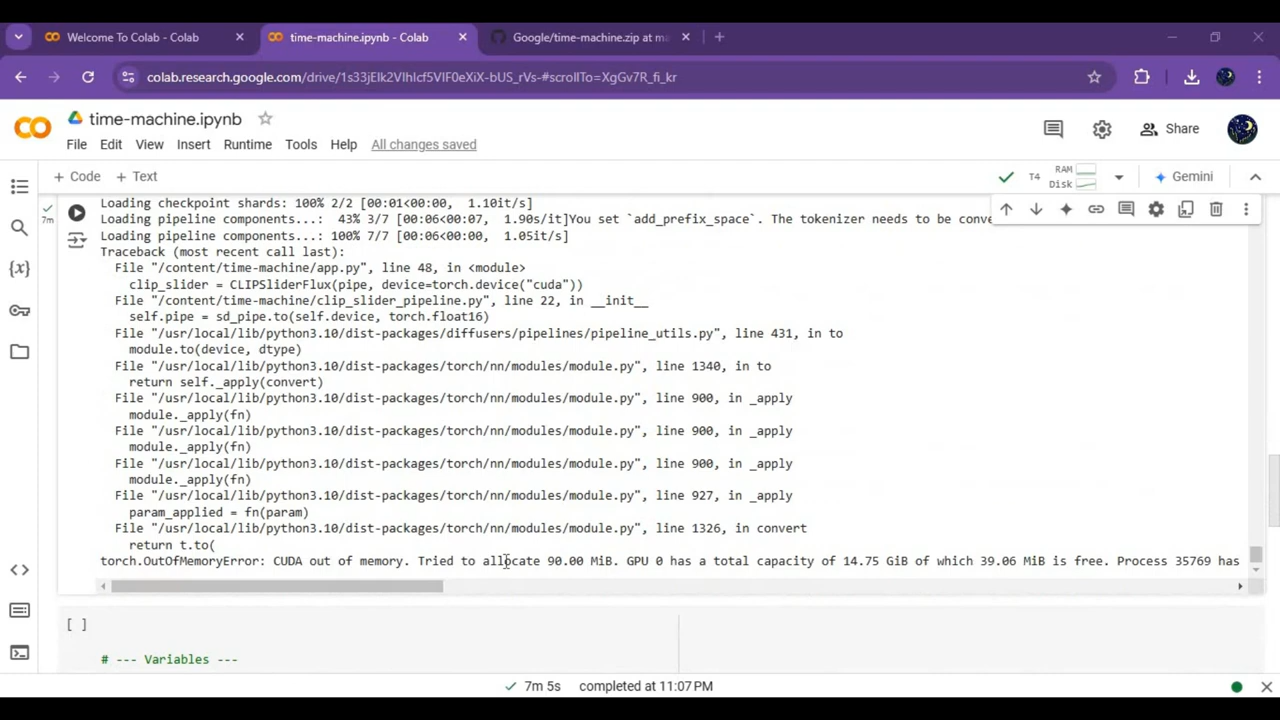 Welcome To Colab - Colab
time-machine.ipynb - Colab
Google/time-machine.zip at ma
colab.research.google.com/drive/1s33jElk2VIhIcf5VIF0eXiX-bUS_rVs-#scrollTo=XgGv7R_fi_kr
time-machine.ipynb
Share
File Edit View Insert Runtime Tools Help All changes saved
+ Code + Text
T4 RAM Disk
Gemini
7m
Loading checkpoint shards: 100% 2/2 [00:01<00:00, 1.10it/s]
Loading pipeline components...: 43% 3/7 [00:06<00:07, 1.90s/it]You set `add_prefix_space`. The tokenizer needs to be conve
Loading pipeline components...: 100% 7/7 [00:06<00:00, 1.05it/s]
Traceback (most recent call last):
File "/content/time-machine/app.py", line 48, in <module>
clip_slider = CLIPSliderFlux(pipe, device=torch.device("cuda"))
File "/content/time-machine/clip_slider_pipeline.py", line 22, in __init__
self.pipe = sd_pipe.to(self.device, torch.float16)
File "/usr/local/lib/python3.10/dist-packages/diffusers/pipelines/pipeline_utils.py", line 431, in to
module.to(device, dtype)
File "/usr/local/lib/python3.10/dist-packages/torch/nn/modules/module.py", line 1340, in to
return self._apply(convert)
File "/usr/local/lib/python3.10/dist-packages/torch/nn/modules/module.py", line 900, in _apply
module._apply(fn)
File "/usr/local/lib/python3.10/dist-packages/torch/nn/modules/module.py", line 900, in _apply
module._apply(fn)
File "/usr/local/lib/python3.10/dist-packages/torch/nn/modules/module.py", line 900, in _apply
module._apply(fn)
File "/usr/local/lib/python3.10/dist-packages/torch/nn/modules/module.py", line 927, in _apply
param_applied = fn(param)
File "/usr/local/lib/python3.10/dist-packages/torch/nn/modules/module.py", line 1326, in convert
return t.to(
torch.OutOfMemoryError: CUDA out of memory. Tried to allocate 90.00 MiB. GPU 0 has a total capacity of 14.75 GiB of which 39.06 MiB is free. Process 35769 has
[ ]
# --- Variables ---
7m 5s completed at 11:07PM